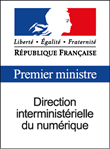 Liberté • Égalité • Fraternité
RÉPUBLIQUE FRANÇAISE
Premier ministre
Direction
interministérielle
du numérique